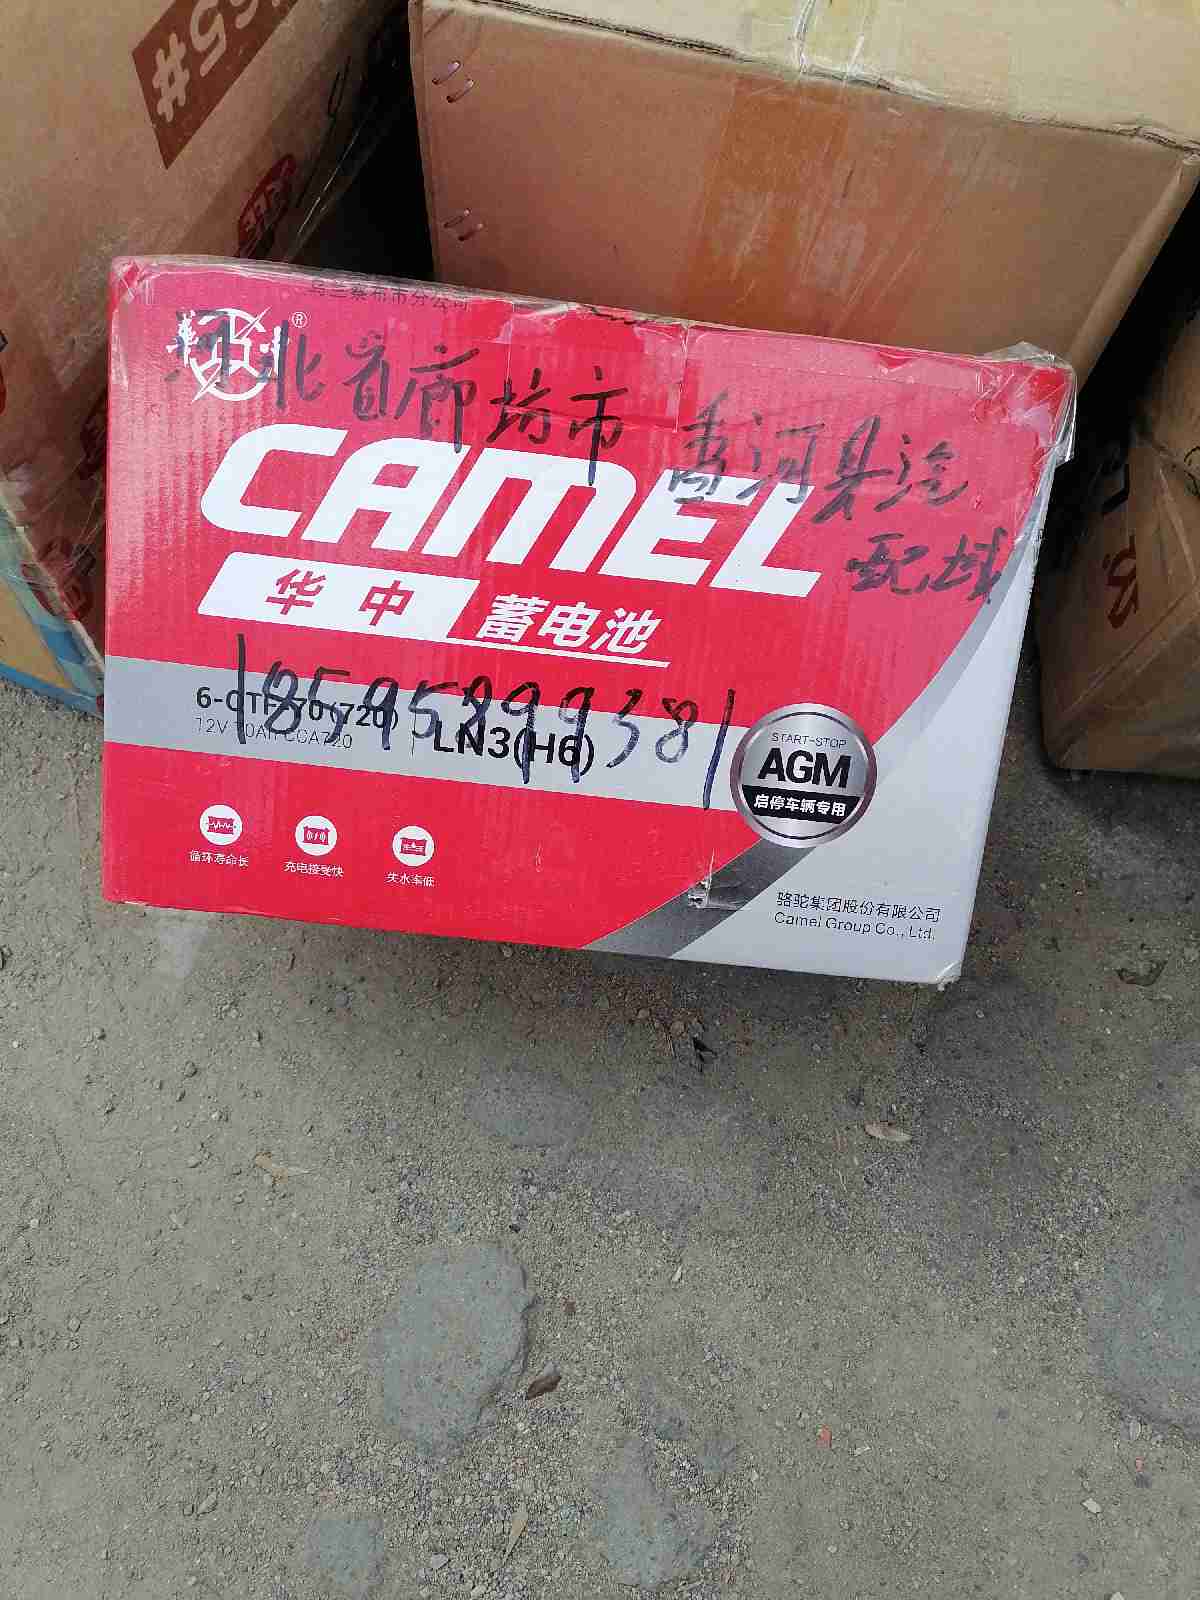 5#
乌兰察布市分公司
河北省廊坊市 香河县汽
配城
CAMEL
华中 蓄电池
18595899381
6-QTF-70(720)
12V 70Ah CCA720
LN3(H6)
START-STOP
AGM
启停车辆专用
循环寿命长
充电接受快
失水率低
骆驼集团股份有限公司
Camel Group Co., Ltd.